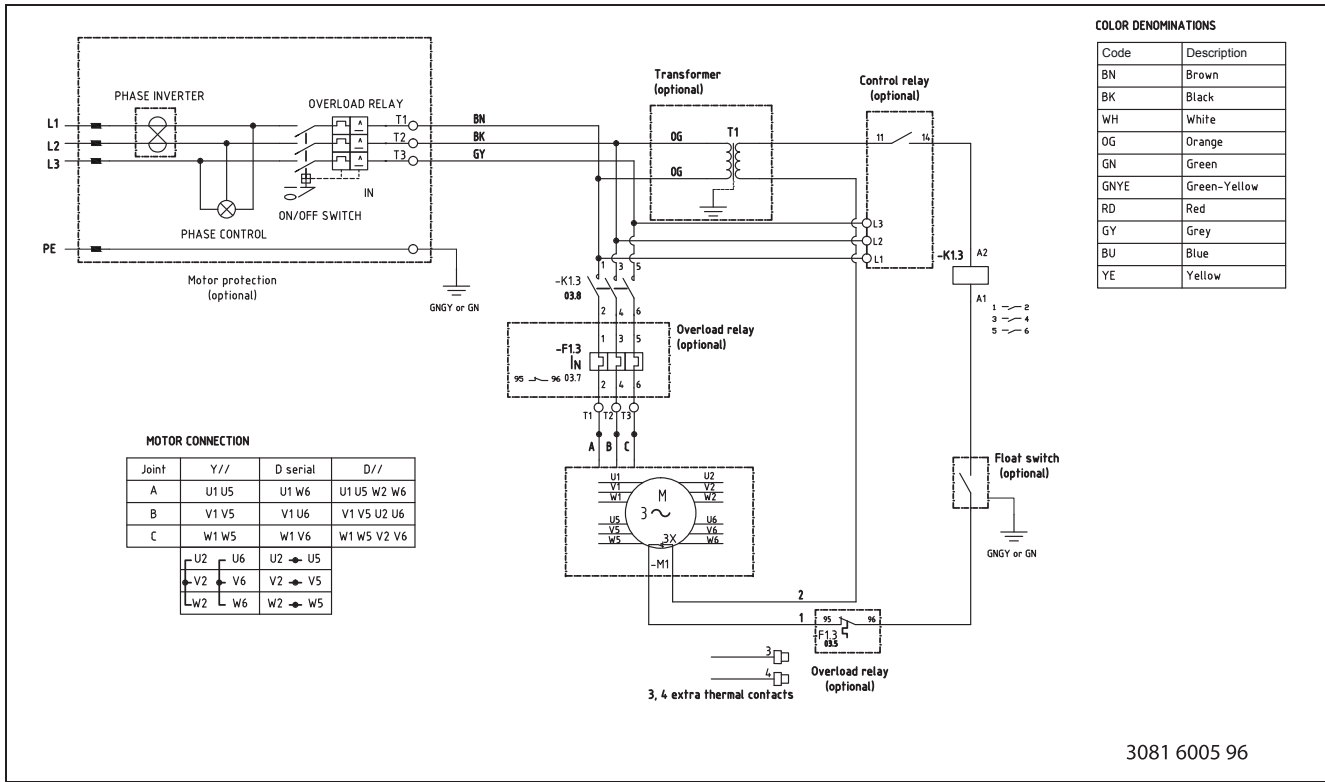 COLOR DENOMINATIONS
Code Description
BN Brown
BK Black
WH White
OG Orange
GN Green
GNYE Green-Yellow
RD Red
GY Grey
BU Blue
YE Yellow
PHASE INVERTER
OVERLOAD RELAY
L1
L2
L3
T1
T2
T3
BN
BK
GY
IN
ON/OFF SWITCH
PHASE CONTROL
PE
Motor protection
(optional)
GNGY or GN
Transformer
(optional)
OG
OG
T1
Control relay
(optional)
11 14
L3
L2
L1
-K1.3 A2
A1
1 2
3 4
5 6
1 3 5
-K1.3
03.8
2 4 6
Overload relay
(optional)
1 3 5
-F1.3
IN
95 96 03.7
2 4 6
T1 T2 T3
A B C
U1 U2
V1 V2
W1 W2
M
3~
U5 U6
V5 V6
W5 W6
3X
-M1
Float switch
(optional)
GNGY or GN
2
1
95 96
-F1.3
03.5
Overload relay
(optional)
3
4
3, 4 extra thermal contacts
MOTOR CONNECTION
Joint Y// D serial D//
A U1 U5 U1 W6 U1 U5 W2 W6
B V1 V5 V1 U6 V1 V5 U2 U6
C W1 W5 W1 V6 W1 W5 V2 V6
U2 U6 U2 U5
V2 V6 V2 V5
W2 W6 W2 W5
3081 6005 96